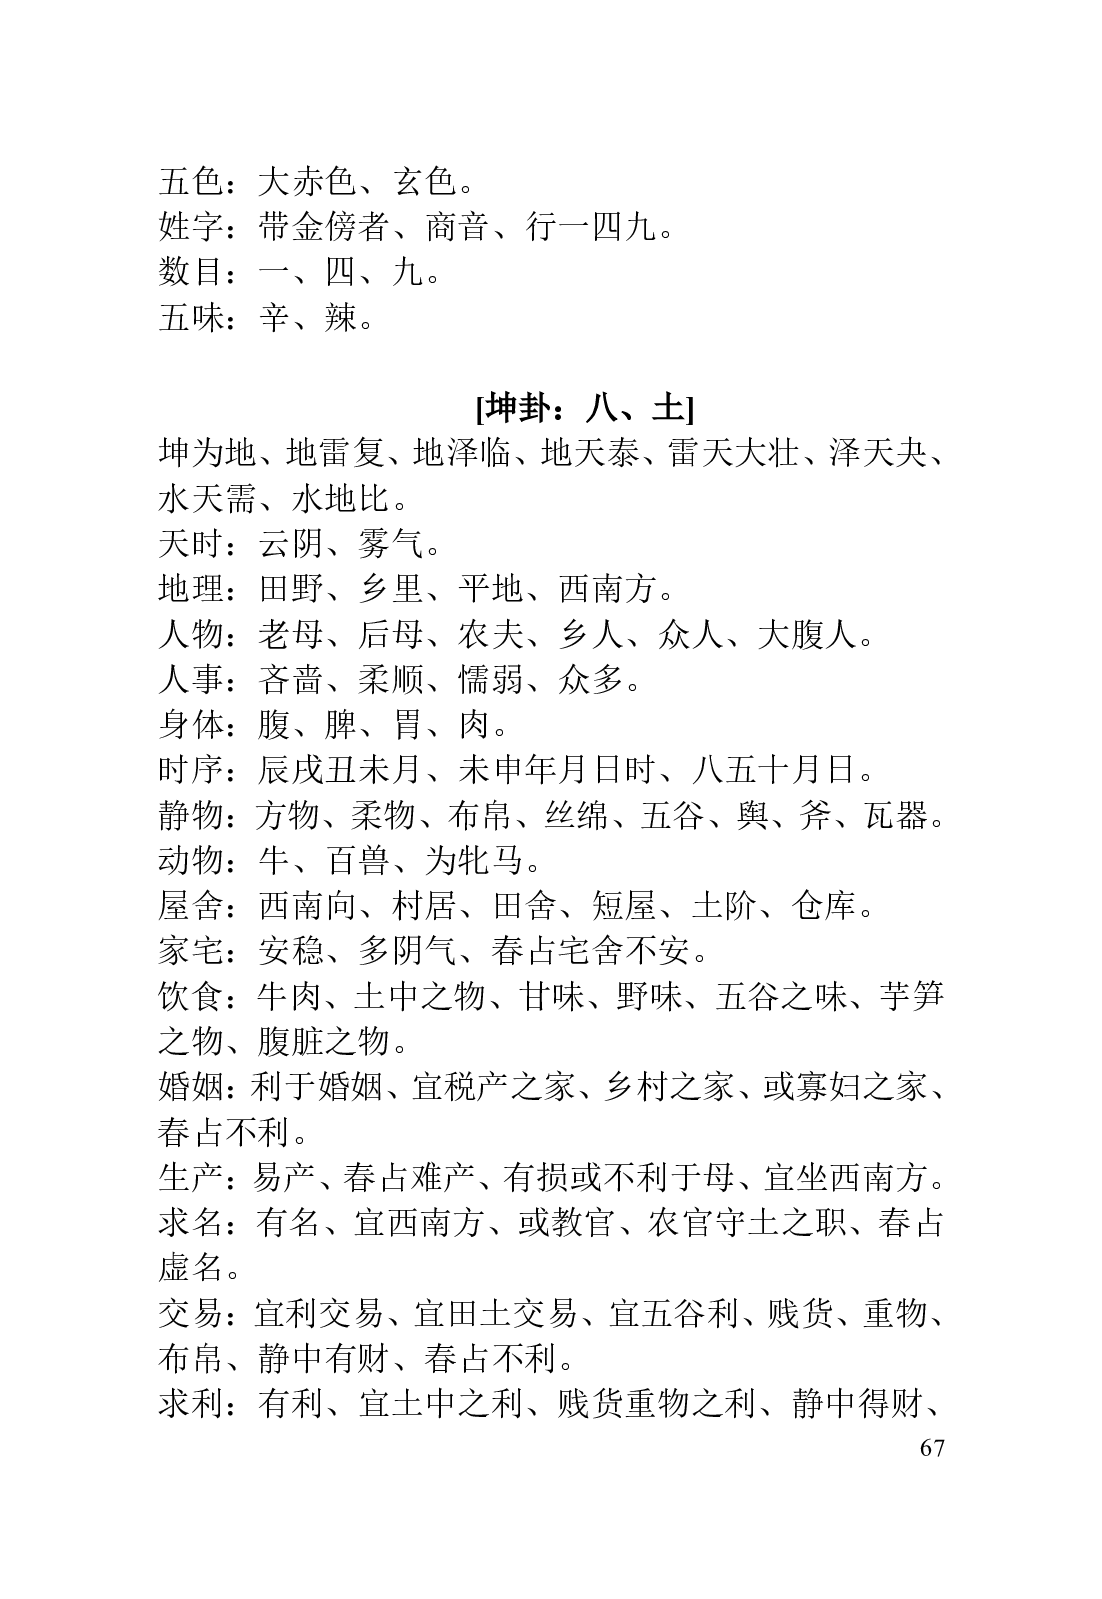 五色：大赤色、玄色。
姓字：带金傍者、商音、行一四九。
数目：一、四、九。
五味：辛、辣。
[坤卦：八、土]
坤为地、地雷复、地泽临、地天泰、雷天大壮、泽天夬、
水天需、水地比。
天时：云阴、雾气。
地理：田野、乡里、平地、西南方。
人物：老母、后母、农夫、乡人、众人、大腹人。
人事：吝啬、柔顺、懦弱、众多。
身体：腹、脾、胃、肉。
时序：辰戌丑未月、未申年月日时、八五十月日。
静物：方物、柔物、布帛、丝绵、五谷、舆、斧、瓦器。
动物：牛、百兽、为牝马。
屋舍：西南向、村居、田舍、短屋、土阶、仓库。
家宅：安稳、多阴气、春占宅舍不安。
饮食：牛肉、土中之物、甘味、野味、五谷之味、芋笋
之物、腹脏之物。
婚姻：利于婚姻、宜税产之家、乡村之家、或寡妇之家、
春占不利。
生产：易产、春占难产、有损或不利于母、宜坐西南方。
求名：有名、宜西南方、或教官、农官守土之职、春占
虚名。
交易：宜利交易、宜田土交易、宜五谷利、贱货、重物、
布帛、静中有财、春占不利。
求利：有利、宜土中之利、贱货重物之利、静中得财、
67